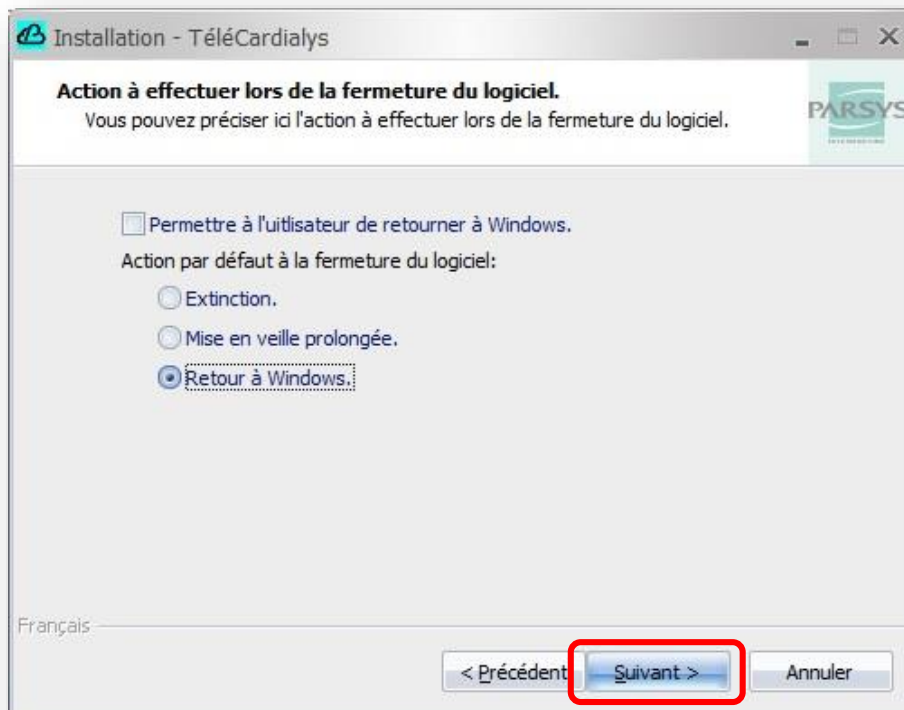 Installation - TéléCardialys
Action à effectuer lors de la fermeture du logiciel.
Vous pouvez préciser ici l'action à effectuer lors de la fermeture du logiciel.
PARSYS
Permettre à l'uitlisateur de retourner à Windows.
Action par défaut à la fermeture du logiciel:
Extinction.
Mise en veille prolongée.
Retour à Windows.
Français
< Précédent
Suivant >
Annuler